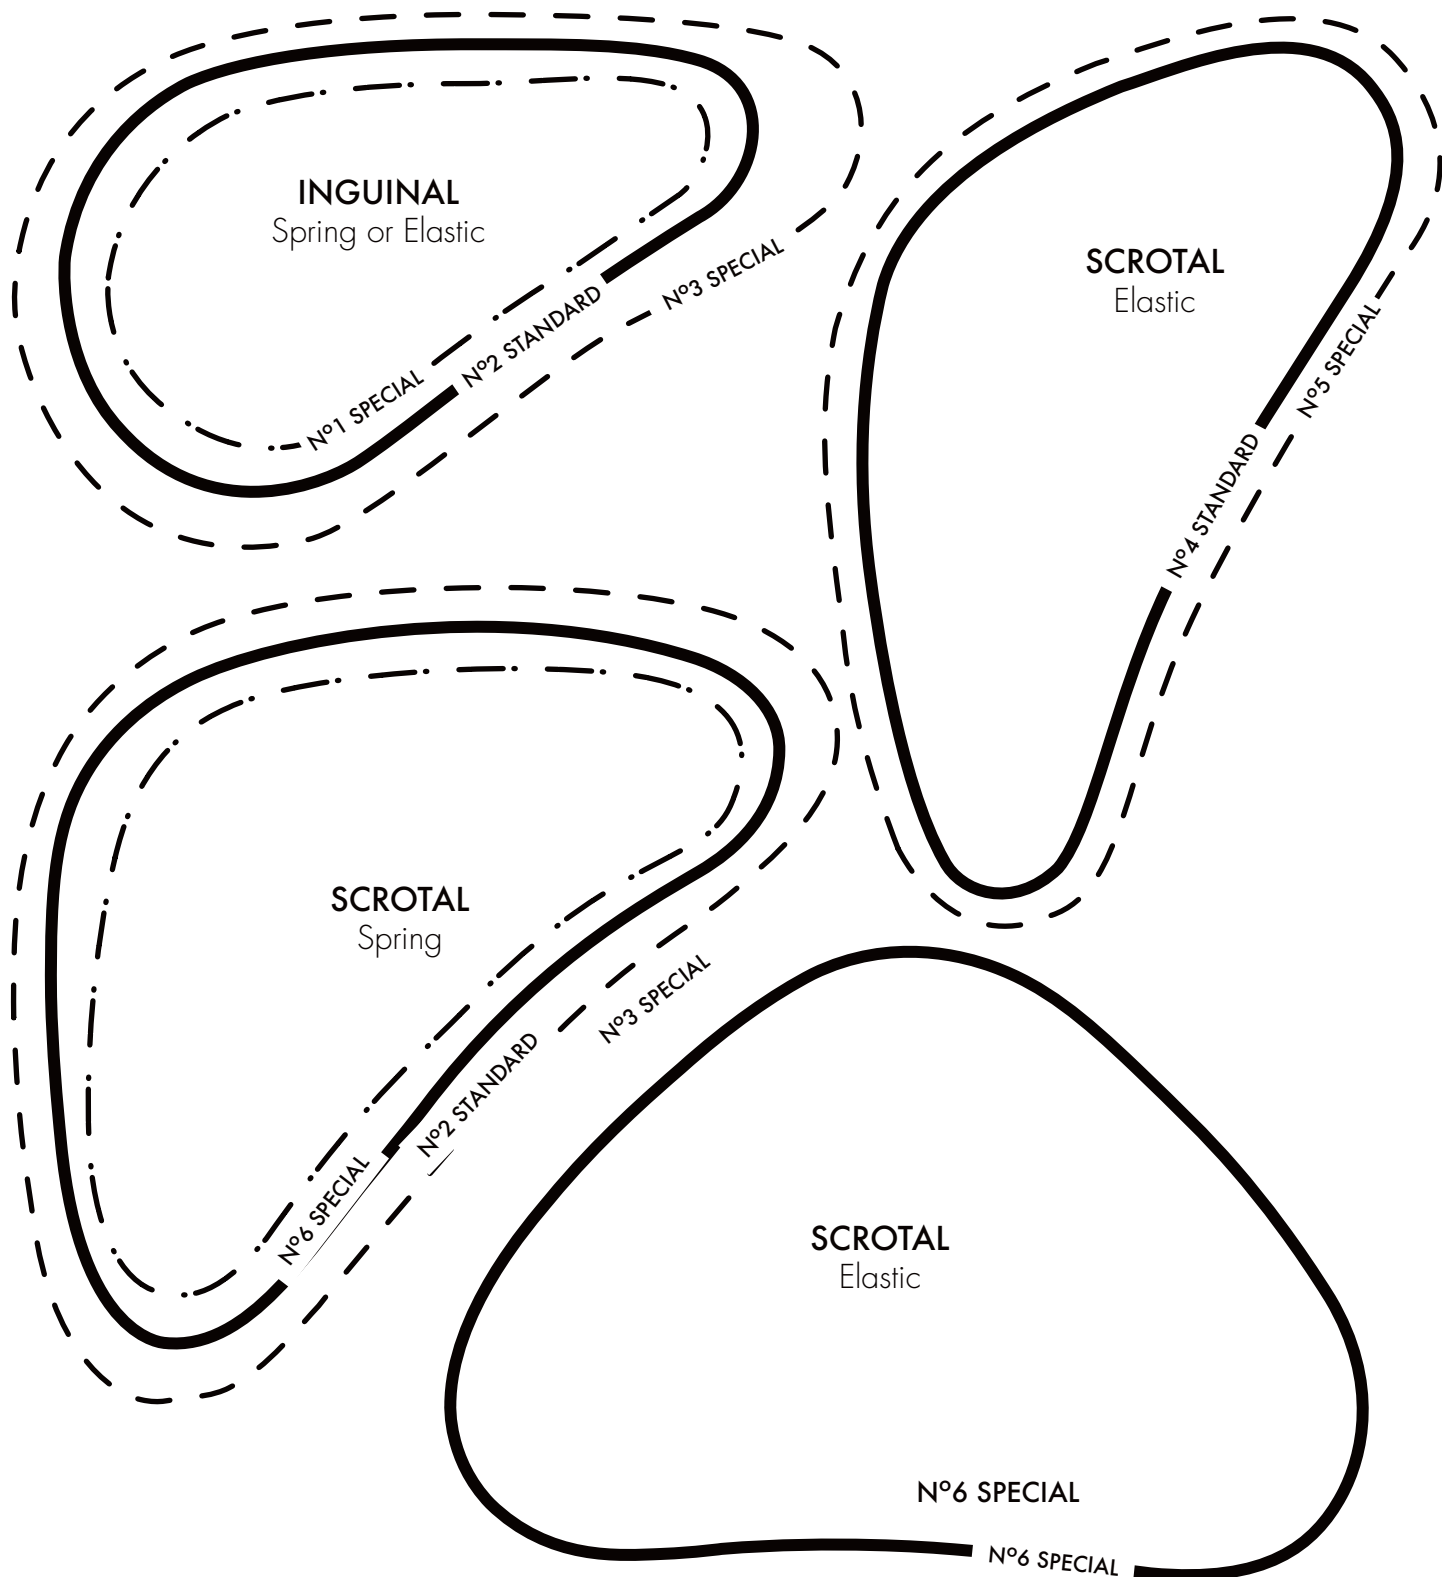 INGUINAL
Spring or Elastic
Nº1 SPECIAL
Nº2 STANDARD
Nº3 SPECIAL
SCROTAL
Elastic
Nº4 STANDARD
Nº5 SPECIAL
SCROTAL
Spring
Nº6 SPECIAL
Nº2 STANDARD
Nº3 SPECIAL
SCROTAL
Elastic
Nº6 SPECIAL
Nº6 SPECIAL